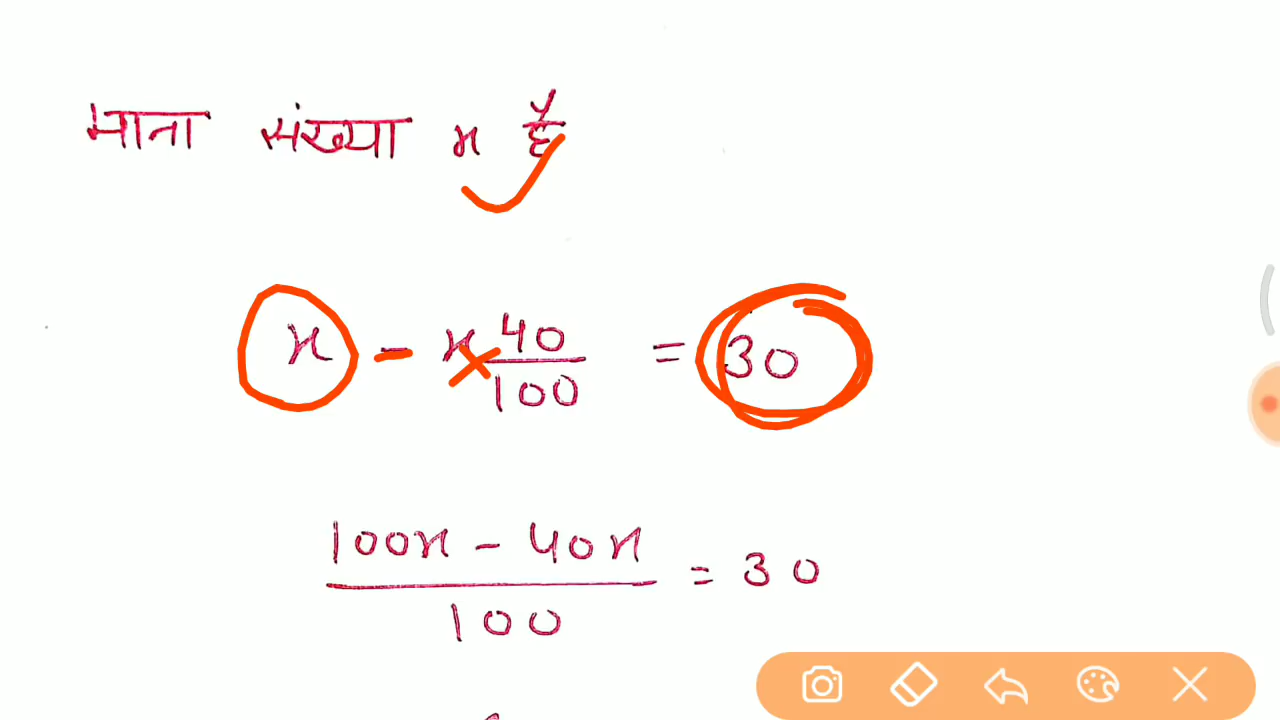 माना संख्या x है
x - x × 40/100 = 30
(100x - 40x)/100 = 30